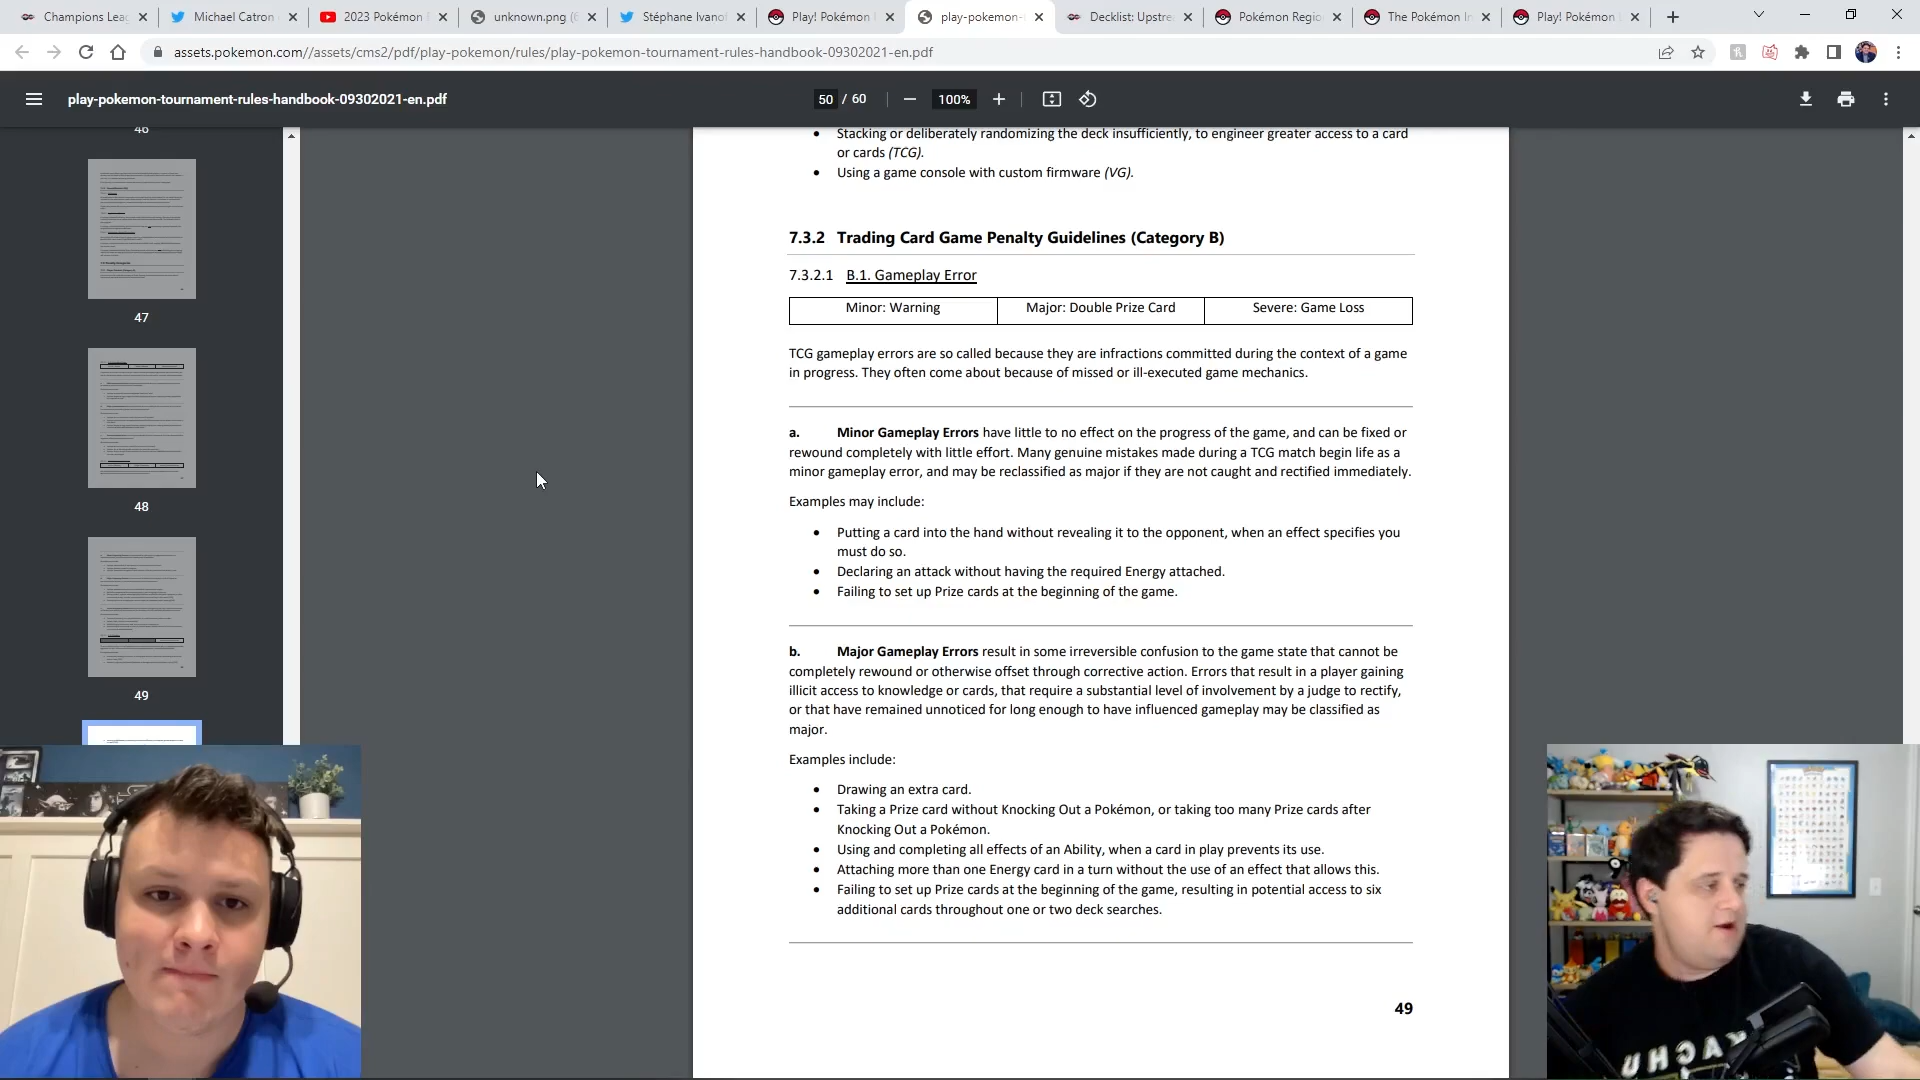 Champions Lea
Michael Catron
2023 Pokémon
unknown.png (6
Stéphane Ivanof
Play! Pokémon
play-pokemon-
Decklist: Upstre
Pokémon Regio
The Pokémon In
Play! Pokémon
assets.pokemon.com//assets/cms2/pdf/play-pokemon/rules/play-pokemon-tournament-rules-handbook-09302021-en.pdf
play-pokemon-tournament-rules-handbook-09302021-en.pdf
50 / 60
100%
46
47
48
49
Stacking or deliberately randomizing the deck insufficiently, to engineer greater access to a card
or cards (TCG).
Using a game console with custom firmware (VG).
7.3.2 Trading Card Game Penalty Guidelines (Category B)
7.3.2.1 B.1. Gameplay Error
Minor: Warning Major: Double Prize Card Severe: Game Loss
TCG gameplay errors are so called because they are infractions committed during the context of a game
in progress. They often come about because of missed or ill-executed game mechanics.
a. Minor Gameplay Errors have little to no effect on the progress of the game, and can be fixed or
rewound completely with little effort. Many genuine mistakes made during a TCG match begin life as a
minor gameplay error, and may be reclassified as major if they are not caught and rectified immediately.
Examples may include:
Putting a card into the hand without revealing it to the opponent, when an effect specifies you
must do so.
Declaring an attack without having the required Energy attached.
Failing to set up Prize cards at the beginning of the game.
b. Major Gameplay Errors result in some irreversible confusion to the game state that cannot be
completely rewound or otherwise offset through corrective action. Errors that result in a player gaining
illicit access to knowledge or cards, that require a substantial level of involvement by a judge to rectify,
or that have remained unnoticed for long enough to have influenced gameplay may be classified as
major.
Examples include:
Drawing an extra card.
Taking a Prize card without Knocking Out a Pokémon, or taking too many Prize cards after
Knocking Out a Pokémon.
Using and completing all effects of an Ability, when a card in play prevents its use.
Attaching more than one Energy card in a turn without the use of an effect that allows this.
Failing to set up Prize cards at the beginning of the game, resulting in potential access to six
additional cards throughout one or two deck searches.
49